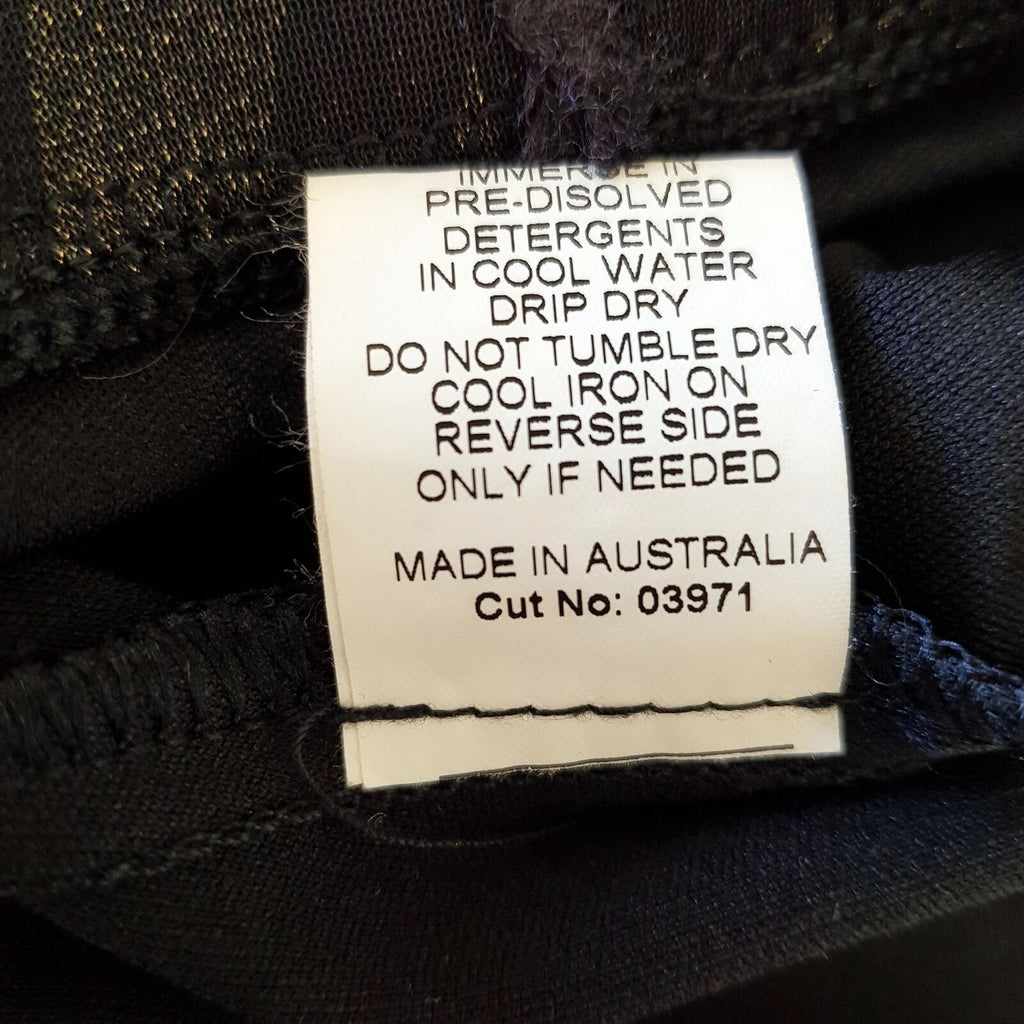 IMMERSE IN
PRE-DISOLVED
DETERGENTS
IN COOL WATER
DRIP DRY
DO NOT TUMBLE DRY
COOL IRON ON
REVERSE SIDE
ONLY IF NEEDED
MADE IN AUSTRALIA
Cut No: 03971